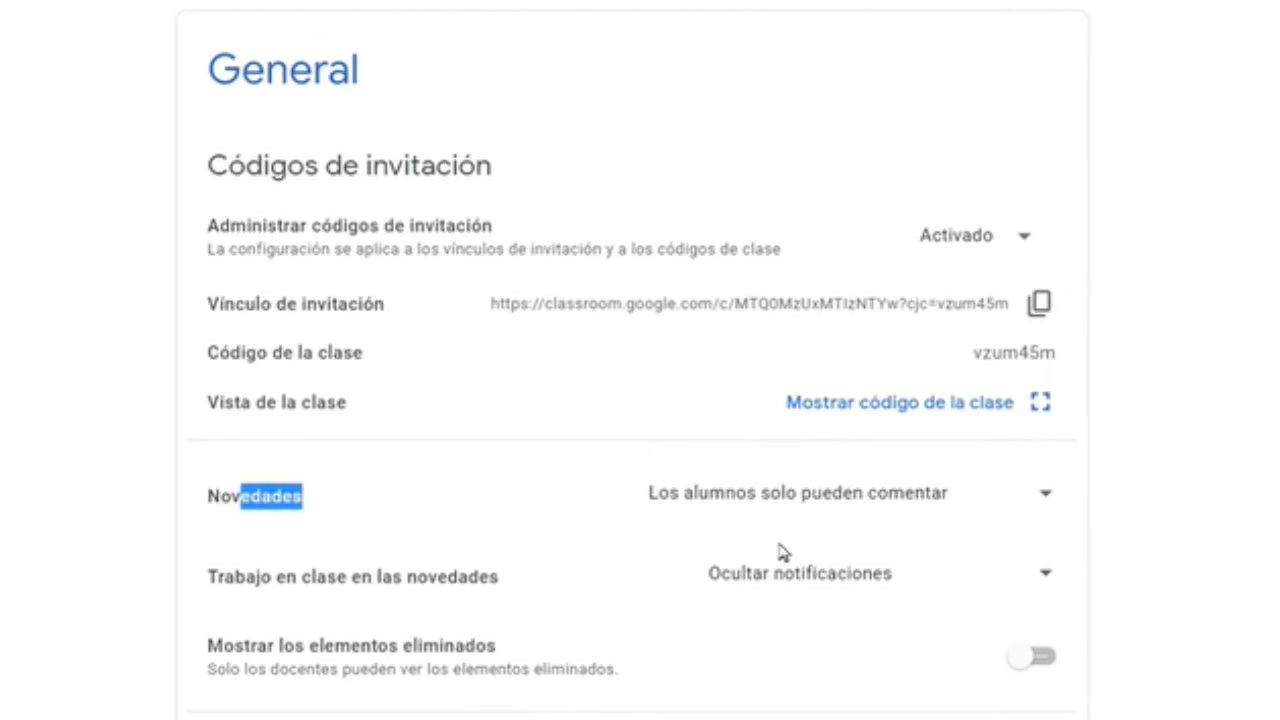 General
Códigos de invitación
Administrar códigos de invitación
La configuración se aplica a los vínculos de invitación y a los códigos de clase
Activado
Vínculo de invitación
https://classroom.google.com/c/MTQ0MzUxMTIzNTYw?cjc=vzum45m
Código de la clase
vzum45m
Vista de la clase
Mostrar código de la clase
Novedades
Los alumnos solo pueden comentar
Trabajo en clase en las novedades
Ocultar notificaciones
Mostrar los elementos eliminados
Solo los docentes pueden ver los elementos eliminados.